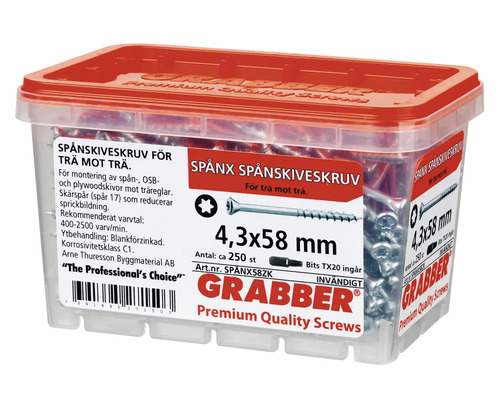 GRABBER®
Premium Quality Screws
SPÅNSKIVESKRUV FÖR
TRÄ MOT TRÄ.
För montering av spån-, OSB-
och plywoodskivor mot träreglar.
Skärspår (spår 17) som reducerar
sprickbildning.
Rekommenderat varvtal:
400-2500 varv/min.
Ytbehandling: Blankförzinkad.
Korrosivitetsklass C1.
Arne Thuresson Byggmaterial AB
"The Professional's Choice"™
SPÅNX SPÅNSKIVESKRUV
För trä mot trä.
4,3x58 mm
Antal: ca 250 st
Bits TX20 ingår
Art.nr. SPÅNX58ZK
INVÄNDIGT
GRABBER®
Premium Quality Screws